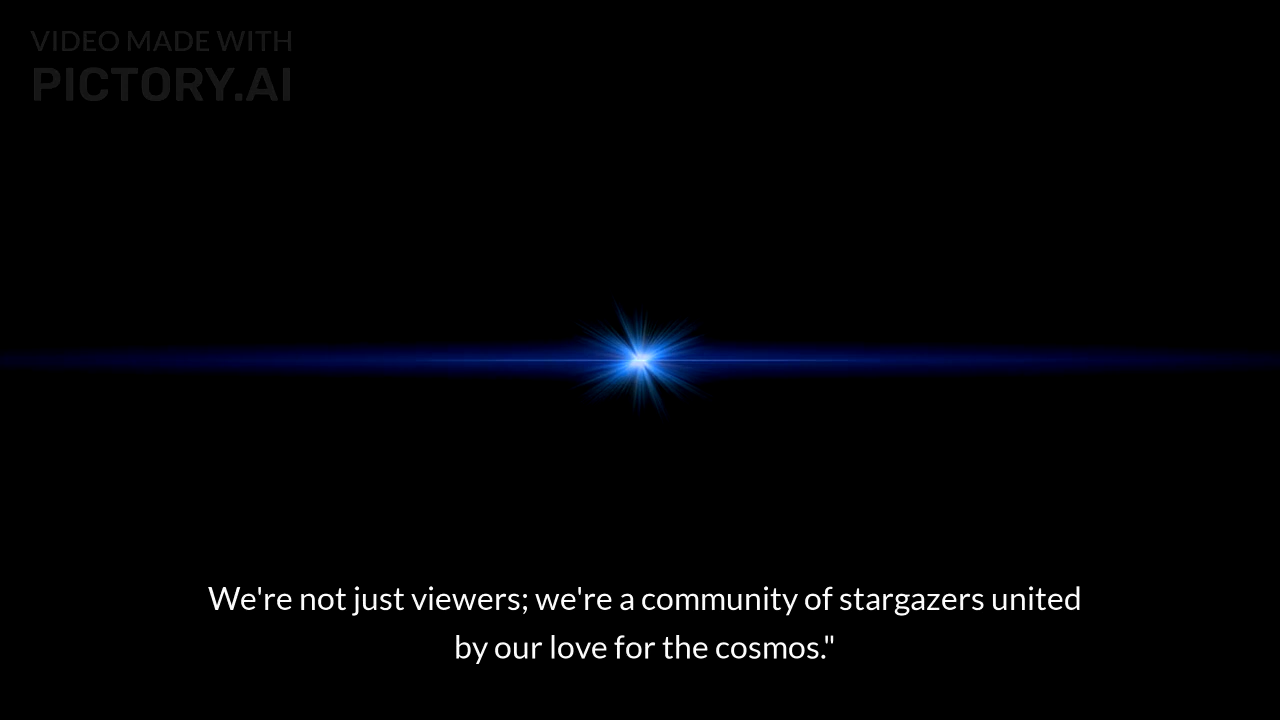 VIDEO MADE WITH
PICTORY.AI
We're not just viewers; we're a community of stargazers united
by our love for the cosmos."